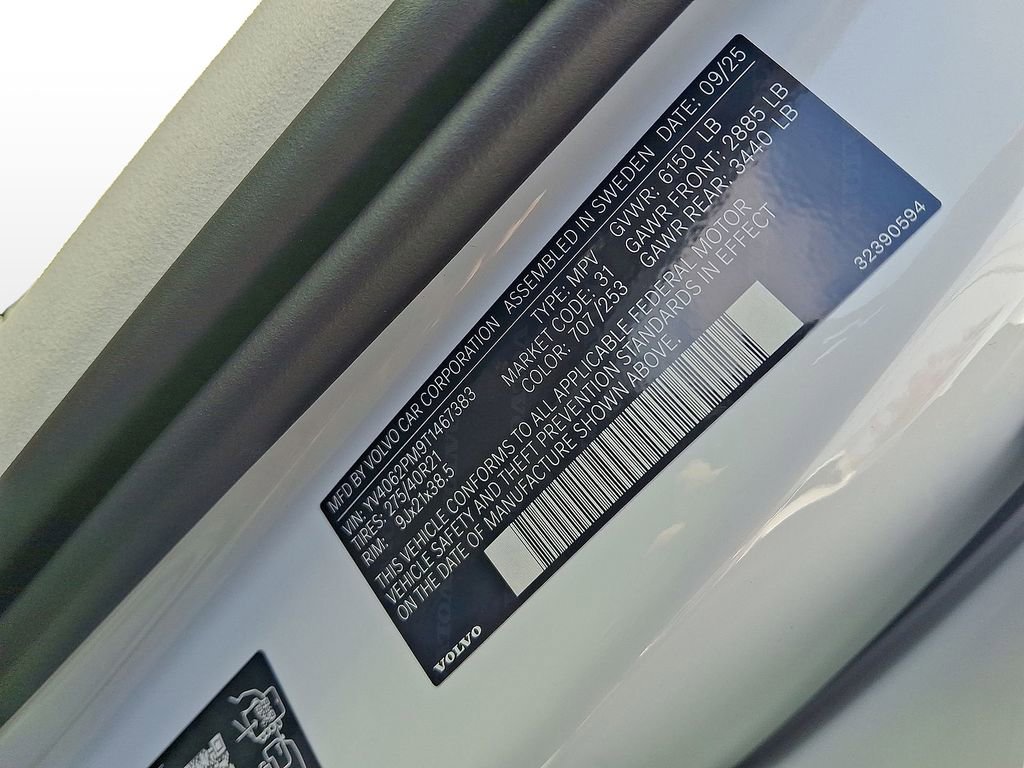 MFD BY VOLVO CAR CORPORATION ASSEMBLED IN SWEDEN DATE: 09/25
VIN: YV4062PM9T1467383 TYPE: MPV GVWR: 6150 LB
TIRES: 275/40R21 MARKET CODE: 31 GAWR FRONT: 2885 LB
RIM: 9Jx21x38.5 COLOR: 707/253 GAWR REAR: 3440 LB
THIS VEHICLE CONFORMS TO ALL APPLICABLE FEDERAL MOTOR
VEHICLE SAFETY AND THEFT PREVENTION STANDARDS IN EFFECT
ON THE DATE OF MANUFACTURE SHOWN ABOVE.
VOLVO
32390594